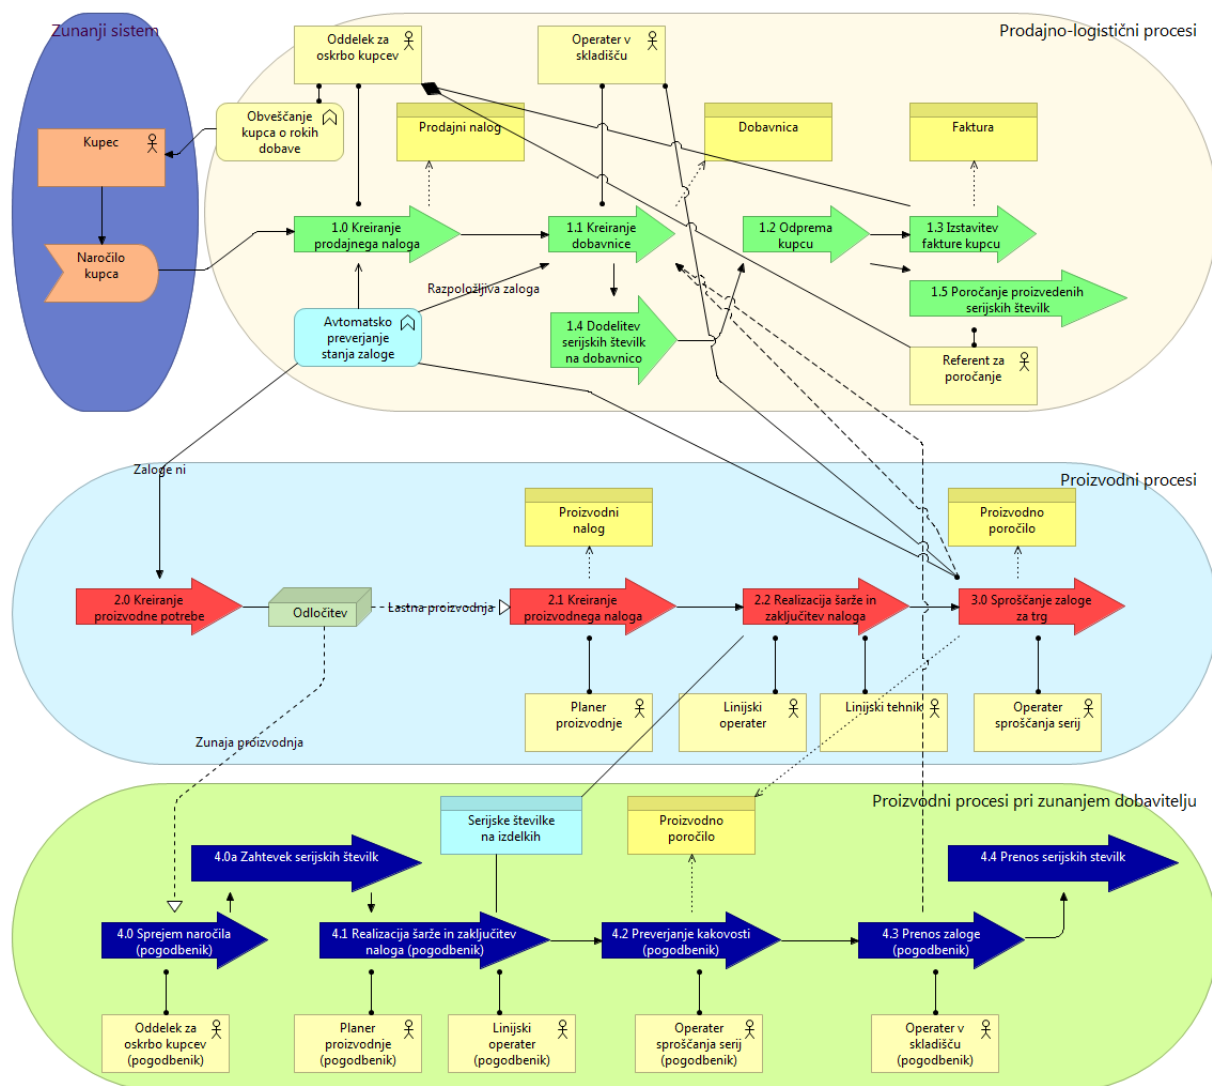 Zunanji sistem
Prodajno-logistični procesi
Oddelek za
oskrbo kupcev
Operater v
skladišču
Obveščanje
kupca o rokih
dobave
Kupec
Prodajni nalog
Dobavnica
Faktura
Naročilo
kupca
1.0 Kreiranje
prodajnega naloga
1.1 Kreiranje
dobavnice
1.2 Odprema
kupcu
1.3 Izstavitev
fakture kupcu
Razpoložljiva zaloga
1.5 Poročanje proizvedenih
serijskih številk
Avtomatsko
preverjanje
stanja zaloge
1.4 Dodelitev
serijskih številk
na dobavnico
Referent za
poročanje
Zaloge ni
Proizvodni procesi
Proizvodni
nalog
Proizvodno
poročilo
2.0 Kreiranje
proizvodne potrebe
Odločitev
Lastna proizvodnja
2.1 Kreiranje
proizvodnega naloga
2.2 Realizacija šarže in
zaključitev naloga
3.0 Sproščanje zaloge
za trg
Planer
proizvodnje
Linijski
operater
Linijski tehnik
Operater
sproščanja serij
Zunaja proizvodnja
Proizvodni procesi pri zunanjem dobavitelju
Serijske številke
na izdelkih
Proizvodno
poročilo
4.0a Zahtevek serijskih številk
4.4 Prenos serijskih stevilk
4.0 Sprejem naročila
(pogodbenik)
4.1 Realizacija šarže in zaključitev
naloga (pogodbenik)
4.2 Preverjanje kakovosti
(pogodbenik)
4.3 Prenos zaloge
(pogodbenik)
Oddelek za
oskrbo kupcev
(pogodbenik)
Planer
proizvodnje
(pogodbenik)
Linijski
operater
(pogodbenik)
Operater
sproščanja serij
(pogodbenik)
Operater v
skladišču
(pogodbenik)